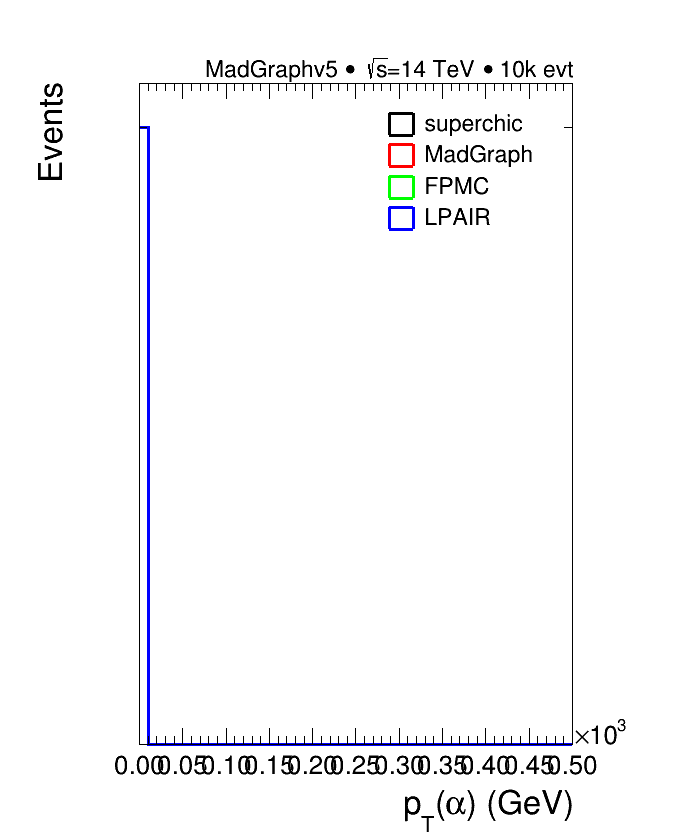 MadGraphv5 • √s=14 TeV • 10k evt
Events
superchic
MadGraph
FPMC
LPAIR
×10³
0.00 0.05 0.10 0.15 0.20 0.25 0.30 0.35 0.40 0.45 0.50
p_T(α) (GeV)